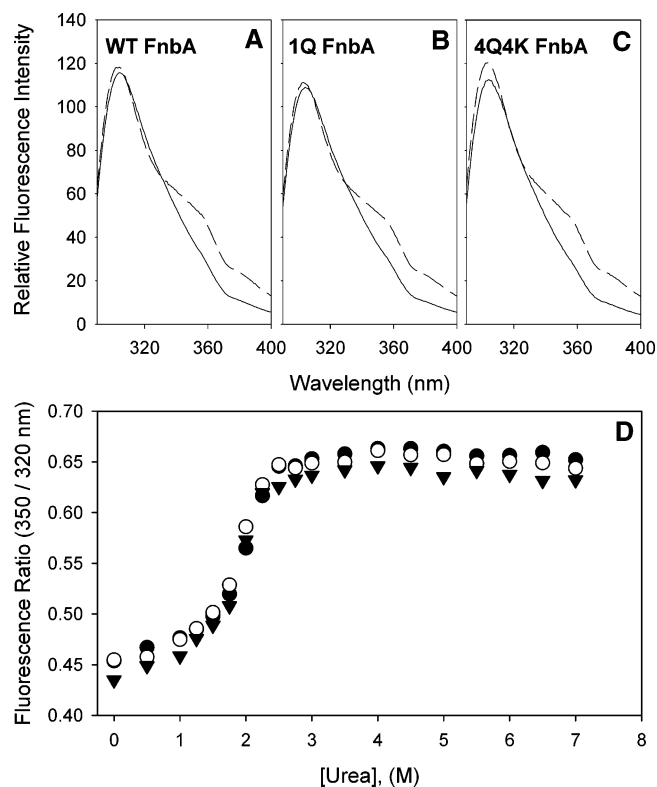 WT FnbA A
1Q FnbA B
4Q4K FnbA C
Relative Fluorescence Intensity
140
120
100
80
60
40
20
0
320 360 400
320 360 400
320 360 400
Wavelength (nm)
D
Fluorescence Ratio (350 / 320 nm)
0.70
0.65
0.60
0.55
0.50
0.45
0.40
0 1 2 3 4 5 6 7 8
[Urea], (M)